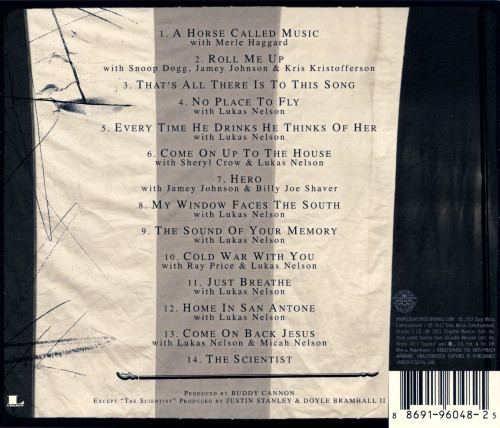 1. A Horse Called Music
with Merle Haggard
2. Roll Me Up
with Snoop Dogg, Jamey Johnson & Kris Kristofferson
3. That's All There Is To This Song
4. No Place To Fly
with Lukas Nelson
5. Every Time He Drinks He Thinks Of Her
with Lukas Nelson
6. Come On Up To The House
with Sheryl Crow & Lukas Nelson
7. Hero
with Jamey Johnson & Billy Joe Shaver
8. My Window Faces The South
with Lukas Nelson
9. The Sound Of Your Memory
with Lukas Nelson
10. Cold War With You
with Ray Price & Lukas Nelson
11. Just Breathe
with Lukas Nelson
12. Home In San Antone
with Lukas Nelson
13. Come On Back Jesus
with Lukas Nelson & Micah Nelson
14. The Scientist
Produced by Buddy Cannon
Except "The Scientist" Produced by Justin Stanley & Doyle Bramhall II
LEGACY
8 8691-96048-2 5